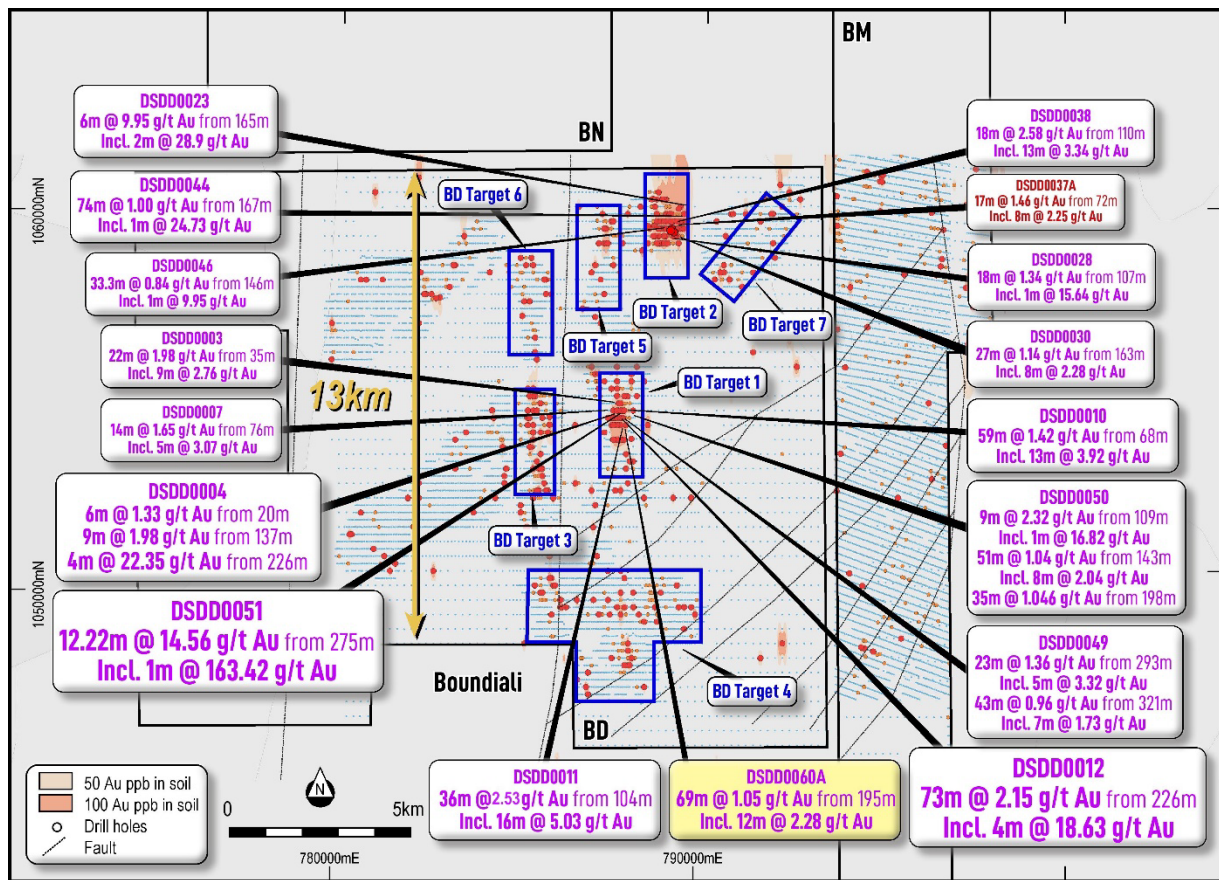 BM
BN
DSDD0023
6m @ 9.95 g/t Au from 165m
Incl. 2m @ 28.9 g/t Au
DSDD0044
74m @ 1.00 g/t Au from 167m
Incl. 1m @ 24.73 g/t Au
DSDD0046
33.3m @ 0.84 g/t Au from 146m
Incl. 1m @ 9.95 g/t Au
DSDD0003
22m @ 1.98 g/t Au from 35m
Incl. 9m @ 2.76 g/t Au
DSDD0007
14m @ 1.65 g/t Au from 76m
Incl. 5m @ 3.07 g/t Au
DSDD0004
6m @ 1.33 g/t Au from 20m
9m @ 1.98 g/t Au from 137m
4m @ 22.35 g/t Au from 226m
DSDD0051
12.22m @ 14.56 g/t Au from 275m
Incl. 1m @ 163.42 g/t Au
1060000mN
1050000mN
13km
BD Target 6
BD Target 5
BD Target 2
BD Target 7
BD Target 1
BD Target 3
BD Target 4
Boundiali
BD
DSDD0038
18m @ 2.58 g/t Au from 110m
Incl. 13m @ 3.34 g/t Au
DSDD0037A
17m @ 1.46 g/t Au from 72m
Incl. 8m @ 2.25 g/t Au
DSDD0028
18m @ 1.34 g/t Au from 107m
Incl. 1m @ 15.64 g/t Au
DSDD0030
27m @ 1.14 g/t Au from 163m
Incl. 8m @ 2.28 g/t Au
DSDD0010
59m @ 1.42 g/t Au from 68m
Incl. 13m @ 3.92 g/t Au
DSDD0050
9m @ 2.32 g/t Au from 109m
Incl. 1m @ 16.82 g/t Au
51m @ 1.04 g/t Au from 143m
Incl. 8m @ 2.04 g/t Au
35m @ 1.046 g/t Au from 198m
DSDD0049
23m @ 1.36 g/t Au from 293m
Incl. 5m @ 3.32 g/t Au
43m @ 0.96 g/t Au from 321m
Incl. 7m @ 1.73 g/t Au
DSDD0011
36m @2.53g/t Au from 104m
Incl. 16m @ 5.03 g/t Au
DSDD0060A
69m @ 1.05 g/t Au from 195m
Incl. 12m @ 2.28 g/t Au
DSDD0012
73m @ 2.15 g/t Au from 226m
Incl. 4m @ 18.63 g/t Au
50 Au ppb in soil
100 Au ppb in soil
Drill holes
Fault
N
0 5km
780000mE
790000mE